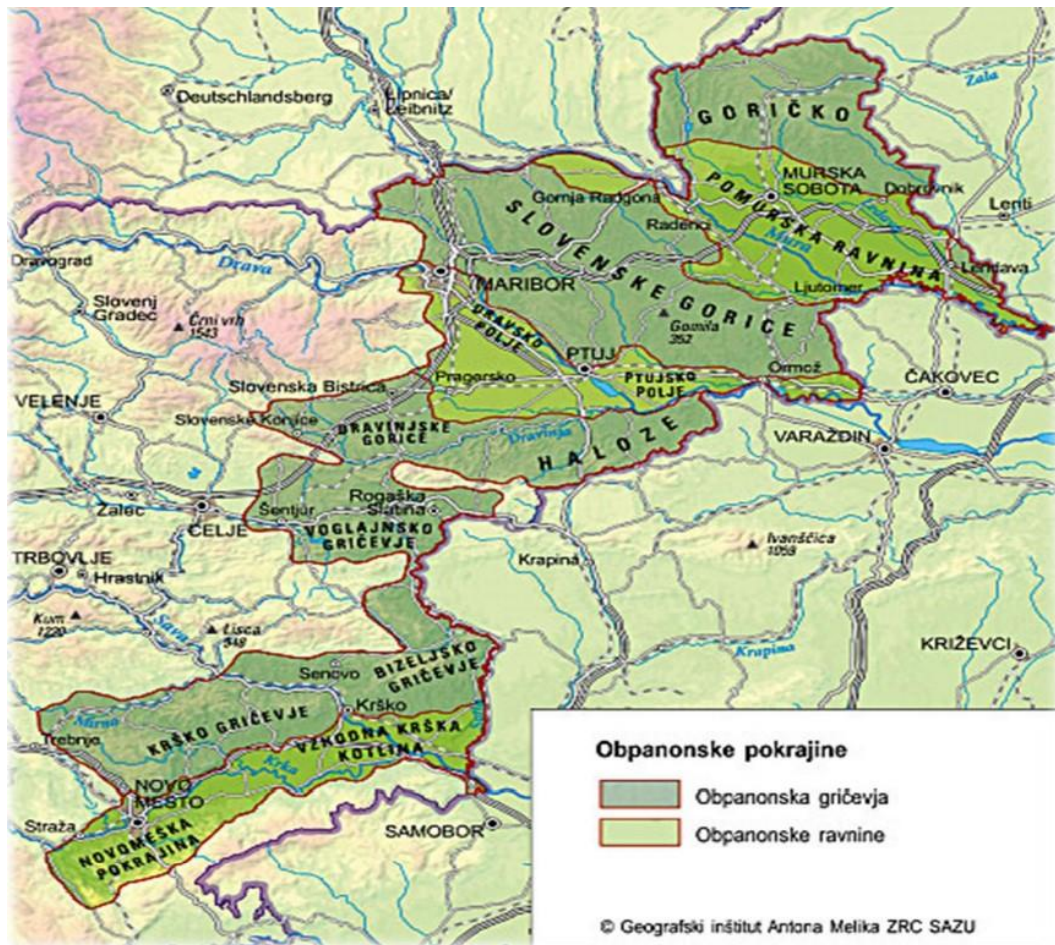 Deutschlandsberg
Lipnica/
Leibnitz
Zala
GORIČKO
MURSKA
SOBOTA
Dobrovnik
POMURSKA RAVNINA
Gornja Radgona
Radenci
Mura
Lenti
Lendava
Ljutomer
SLOVENSKE GORICE
Dravograd
Drava
Slovenj
Gradec
Črni vrh
1543
MARIBOR
DRAVSKO
POLJE
Gomila
352
PTUJ
Ormož
PTUJSKO
POLJE
ČAKOVEC
Pragersko
Slovenska Bistrica
VELENJE
Slovenske Konjice
DRAVINJSKE
GORICE
Dravinja
HALOZE
VARAŽDIN
Žalec
CELJE
Šentjur
Rogaška
Slatina
VOGLAJNSKO
GRIČEVJE
Krapina
Ivanščica
1059
TRBOVLJE
Hrastnik
Kum
1220
Sava
Lisca
948
Krapina
KRIŽEVCI
Senovo
BIZELJSKO
GRIČEVJE
Krško
Mirna
KRŠKO GRIČEVJE
Trebnje
VZHODNA KRŠKA
KOTLINA
Krka
NOVO
MESTO
Straža
NOVOMEŠKA
POKRAJINA
SAMOBOR
Obpanonske pokrajine
Obpanonska gričevja
Obpanonske ravnine
© Geografski inštitut Antona Melika ZRC SAZU